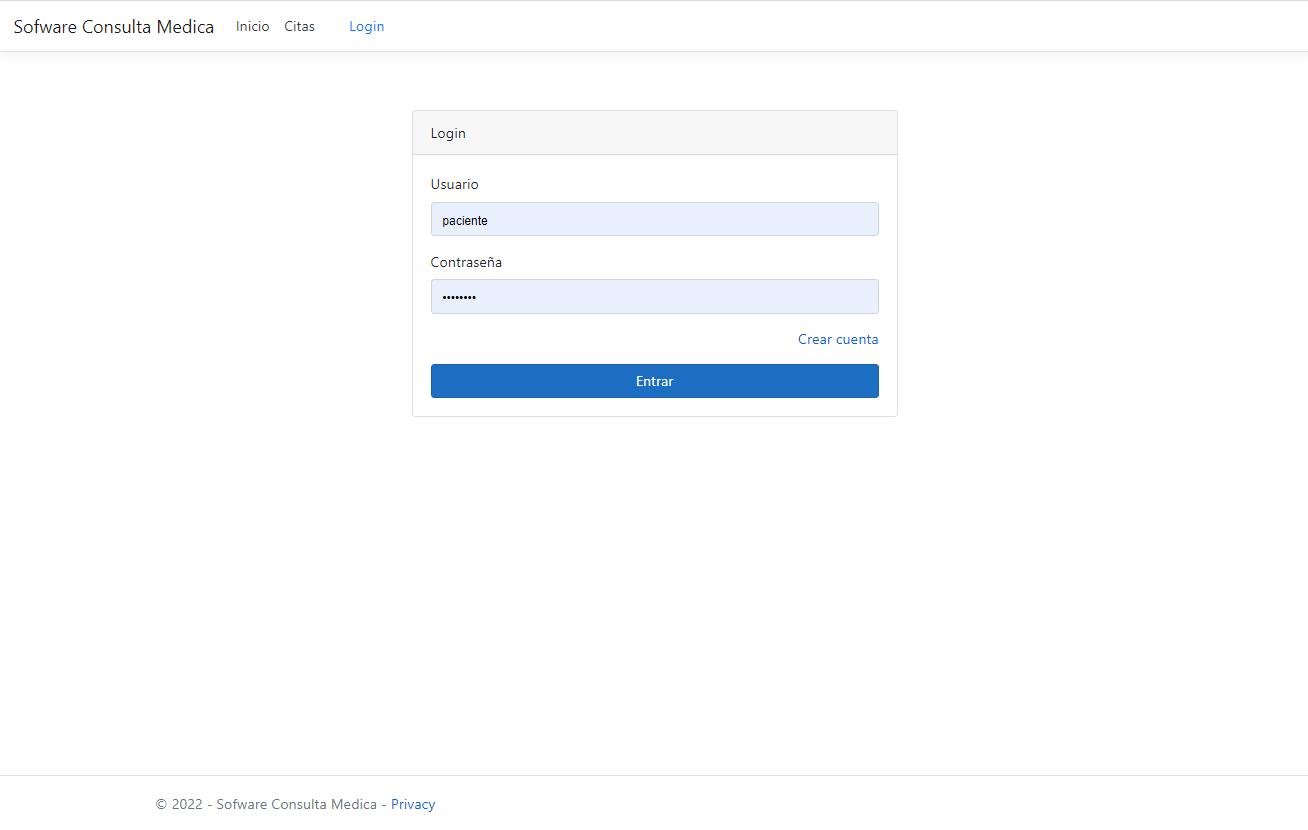 Sofware Consulta Medica Inicio Citas Login
Login
Usuario
paciente
Contraseña
••••••••
Crear cuenta
Entrar
© 2022 - Sofware Consulta Medica - Privacy